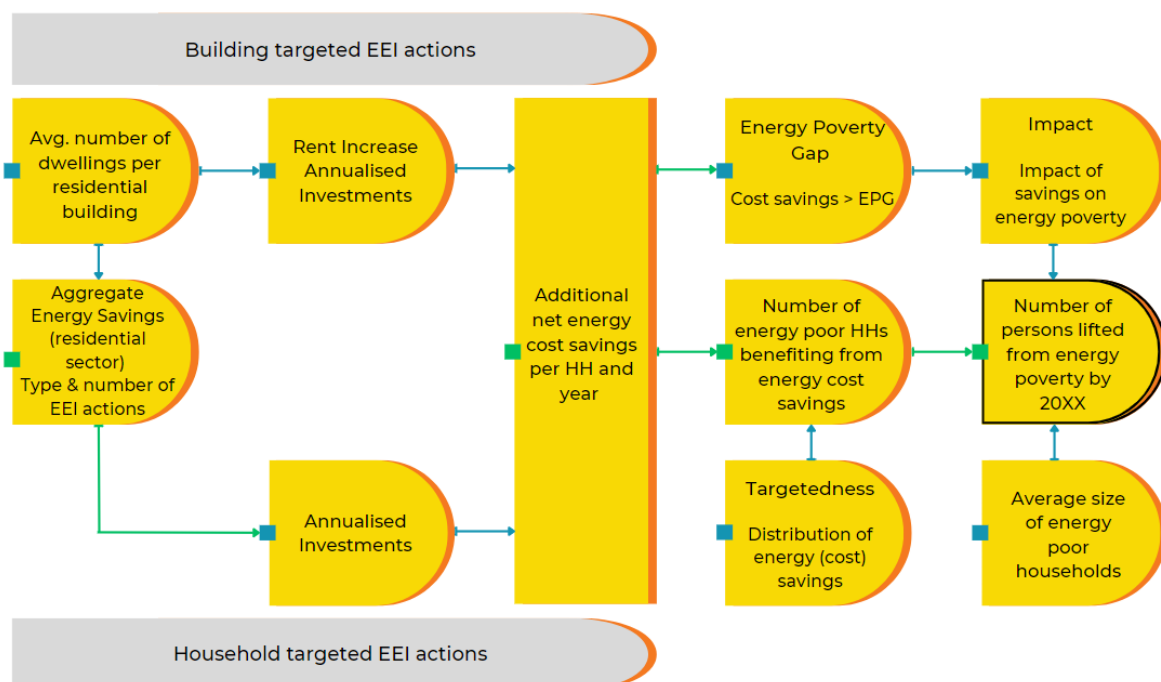 Building targeted EEI actions
Avg. number of
dwellings per
residential
building
Rent Increase
Annualised
Investments
Energy Poverty
Gap
Cost savings > EPG
Impact
Impact of
savings on
energy poverty
Aggregate
Energy Savings
(residential
sector)
Type & number of
EEI actions
Additional
net energy
cost savings
per HH and
year
Number of
energy poor HHs
benefiting from
energy cost
savings
Number of
persons lifted
from energy
poverty by
20XX
Annualised
Investments
Targetedness
Distribution of
energy (cost)
savings
Average size
of energy
poor
households
Household targeted EEI actions